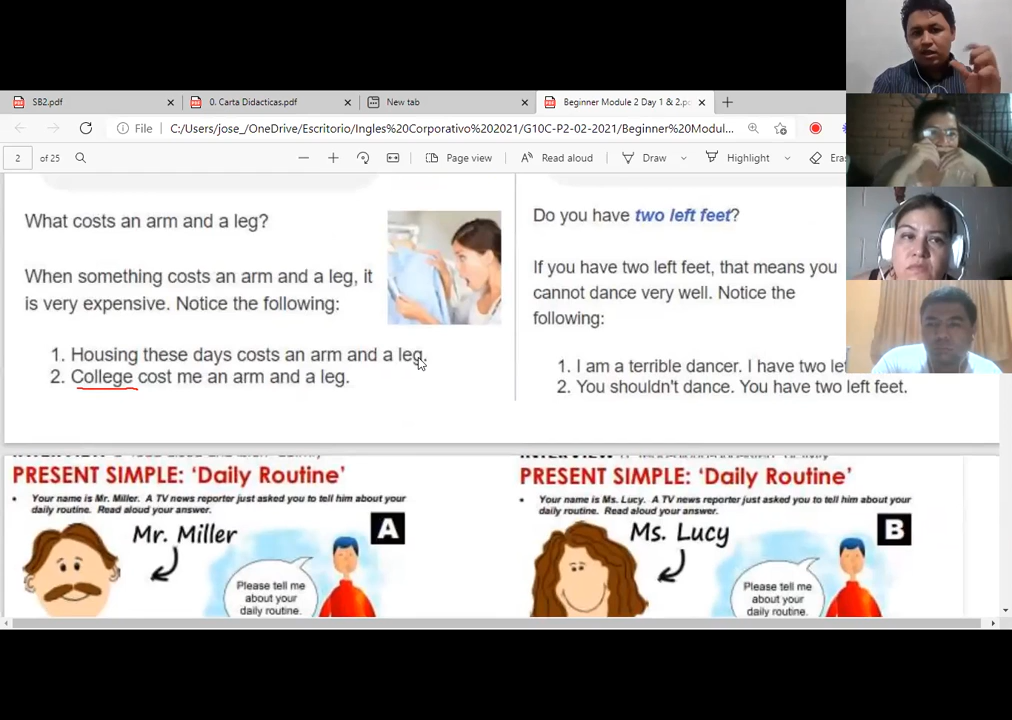 SB2.pdf
0. Carta Didacticas.pdf
New tab
Beginner Module 2 Day 1 & 2.p
File
C:/Users/jose_/OneDrive/Escritorio/Ingles%20Corporativo%202021/G10C-P2-02-2021/Beginner%20Modul...
2
of 25
Page view
Read aloud
Draw
Highlight
Era
What costs an arm and a leg?
When something costs an arm and a leg, it
is very expensive. Notice the following:
1. Housing these days costs an arm and a leg.
2. College cost me an arm and a leg.
Do you have two left feet?
If you have two left feet, that means you
cannot dance very well. Notice the
following:
1. I am a terrible dancer. I have two le
2. You shouldn't dance. You have two left feet.
PRESENT SIMPLE: 'Daily Routine'
• Your name is Mr. Miller. A TV news reporter just asked you to tell him about your
daily routine. Read aloud your answer.
Mr. Miller
A
Please tell me
about your
daily routine.
PRESENT SIMPLE: 'Daily Routine'
• Your name is Ms. Lucy. A TV news reporter just asked you to tell him about your
daily routine. Read aloud your answer.
Ms. Lucy
B
Please tell me
about your
daily routine.